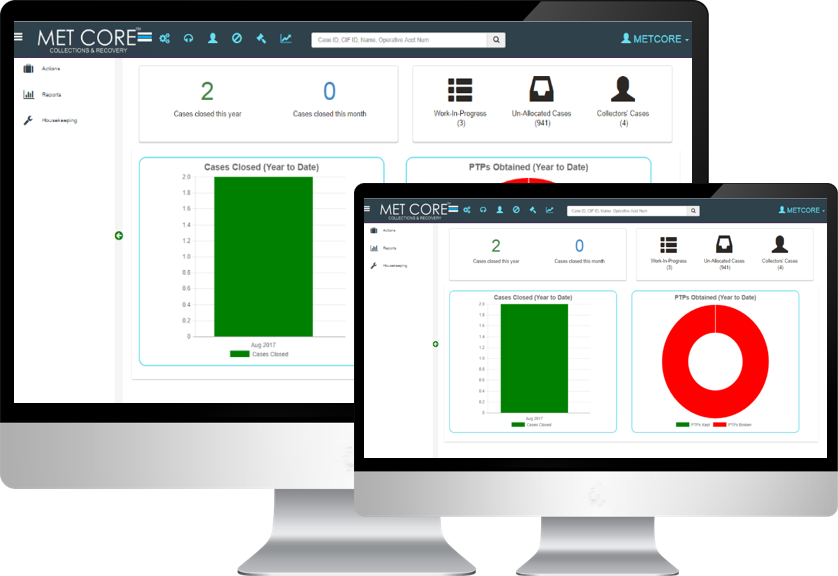 MET CORE
COLLECTIONS & RECOVERY
Case ID, CIF ID, Name, Operative Acct Num
METCORE
Actions
Reports
Housekeeping
2
0
Cases closed this year
Cases closed this month
Work-In-Progress
(3)
Un-Allocated Cases
(941)
Collectors' Cases
(4)
Cases Closed (Year to Date)
2.0
1.8
1.6
1.4
1.2
1.0
0.8
0.6
0.4
0.2
0
Aug 2017
Cases Closed
PTPs Obtained (Year to Date)
MET CORE
COLLECTIONS & RECOVERY
Case ID, CIF ID, Name, Operative Acct Num
METCORE
Actions
Reports
Housekeeping
2
0
Cases closed this year
Cases closed this month
Work-In-Progress
(3)
Un-Allocated Cases
(941)
Collectors' Cases
(4)
Cases Closed (Year to Date)
2.0
1.8
1.6
1.4
1.2
1.0
0.8
0.6
0.4
0.2
0
Aug 2017
Cases Closed
PTPs Obtained (Year to Date)
PTPs Kept
PTPs Broken